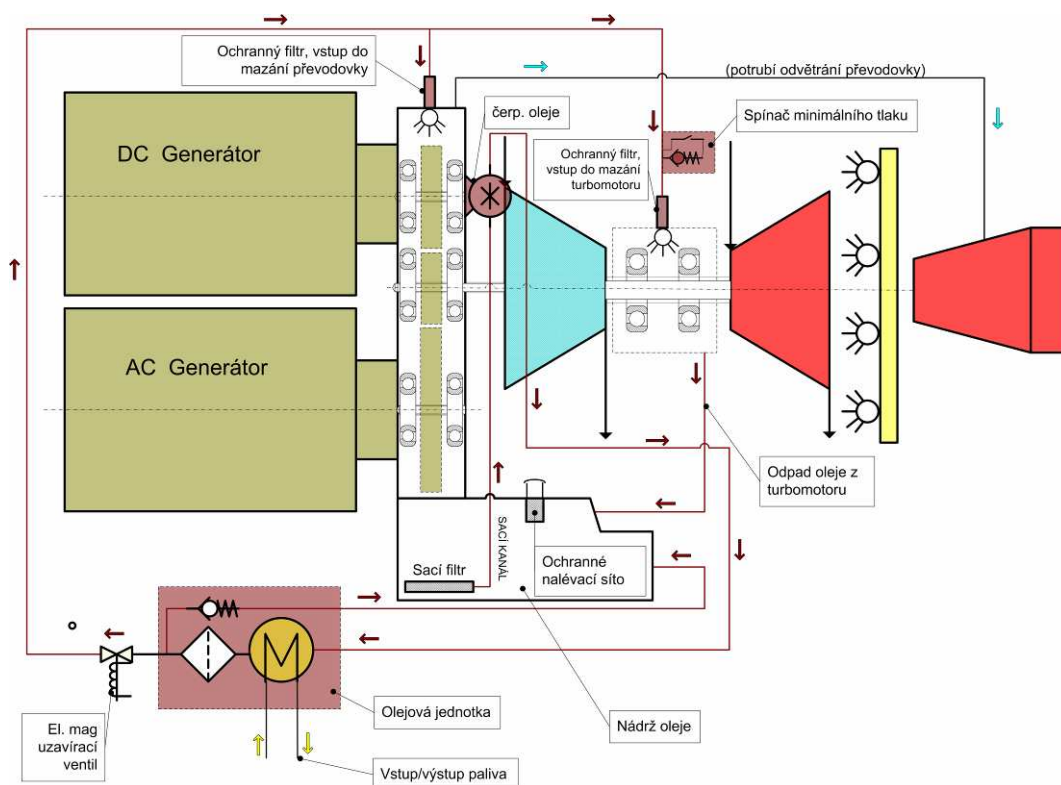 Ochranný filtr, vstup do
mazání převodovky
(potrubí odvětrání převodovky)
čerp. oleje
Spínač minimálního tlaku
DC Generátor
Ochranný filtr,
vstup do mazání
turbomotoru
AC Generátor
Odpad oleje z
turbomotoru
SACÍ KANÁL
Sací filtr
Ochranné
nalévací síto
Olejová jednotka
Nádrž oleje
El. mag
uzavírací
ventil
Vstup/výstup paliva